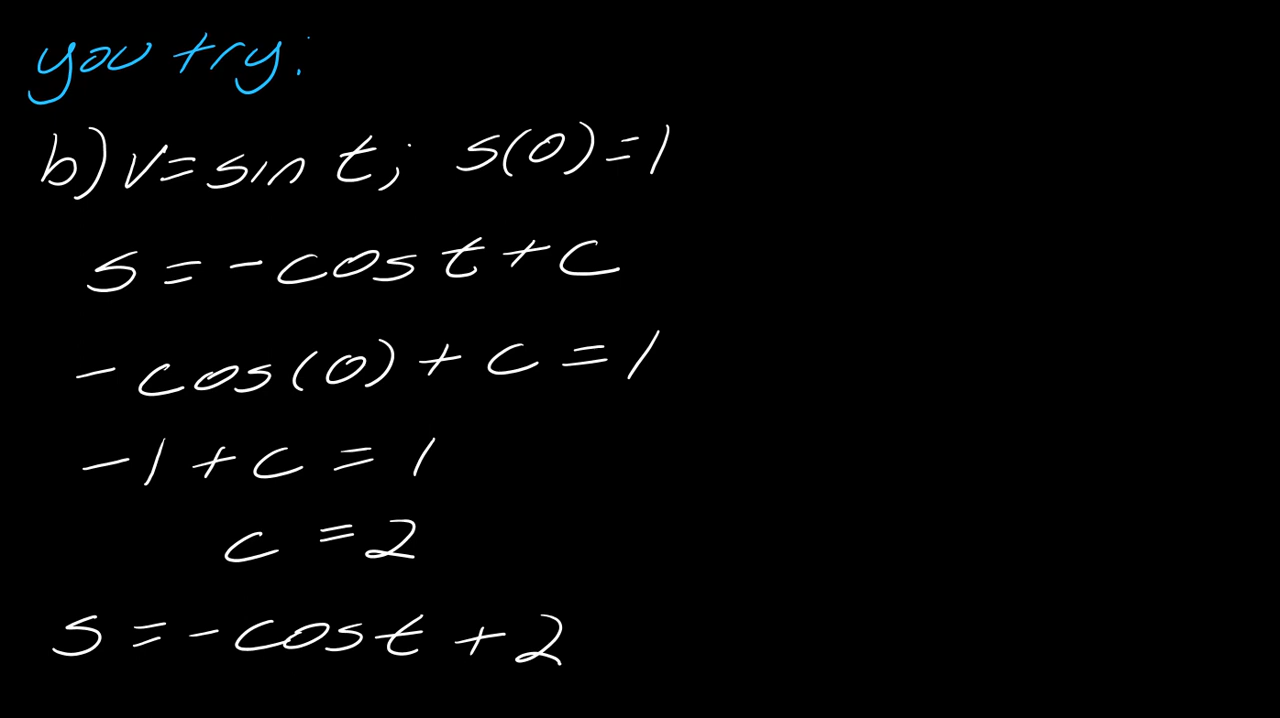 you try:
b) v = sin t; s(0) = 1
s = -cos t + c
-cos(0) + c = 1
-1 + c = 1
c = 2
s = -cos t + 2